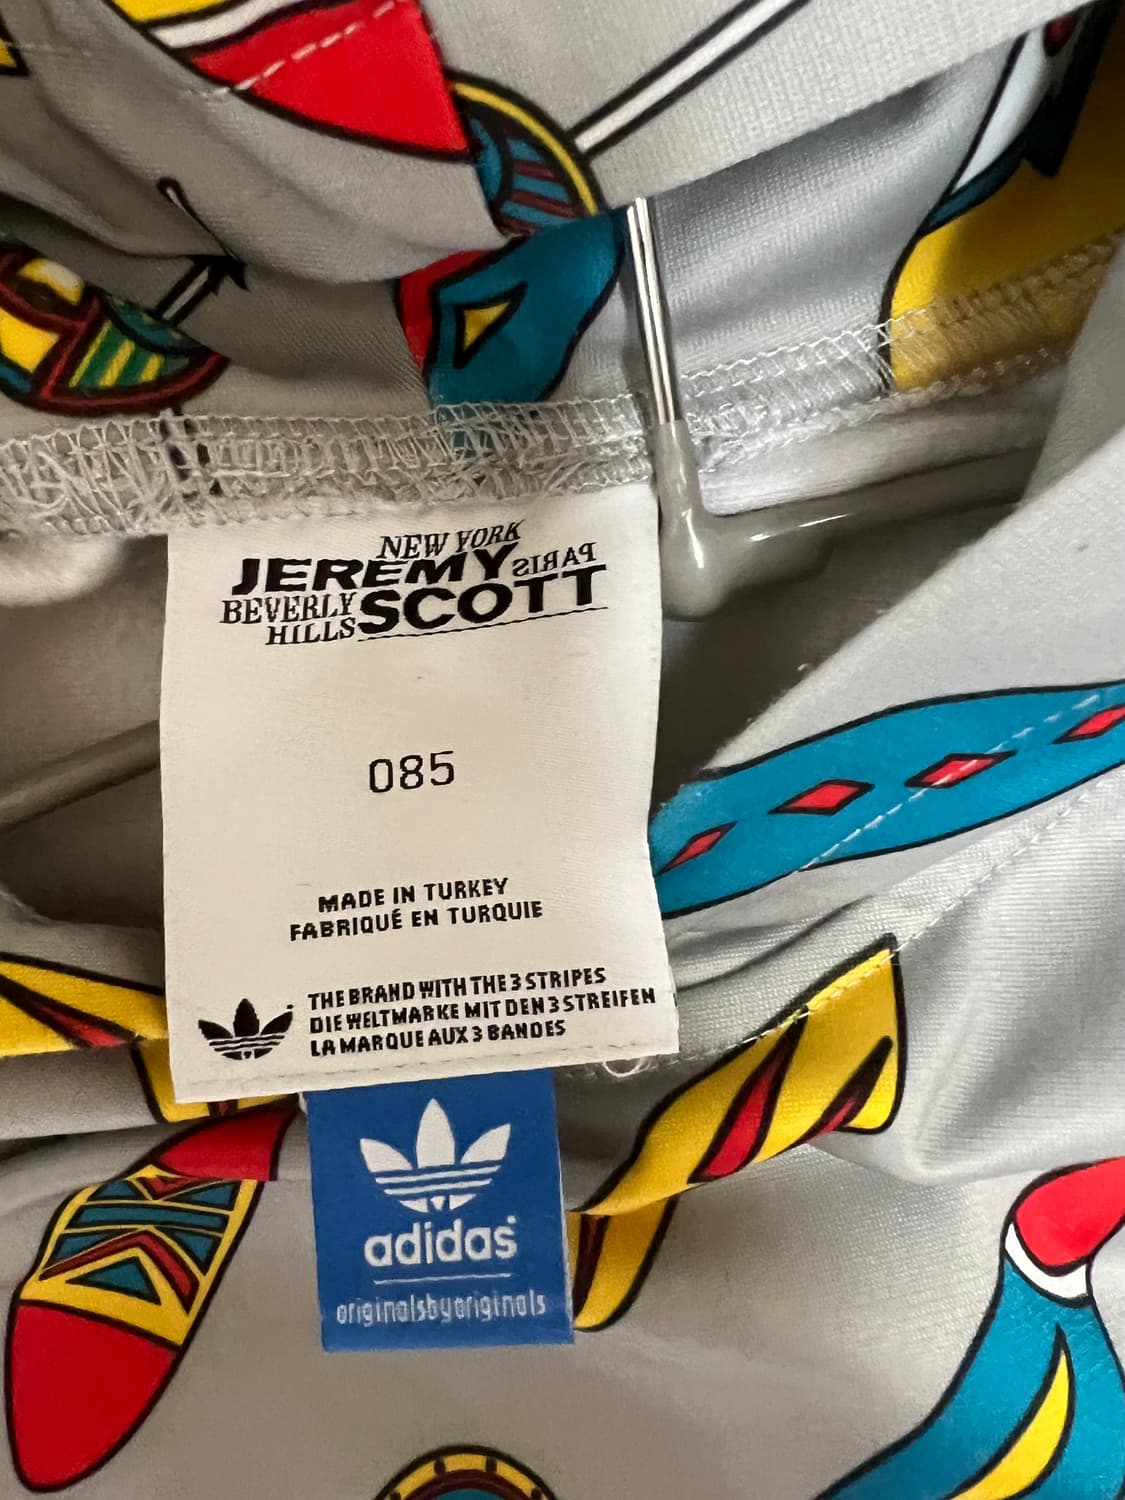 NEW YORK
JEREMY PARIS
BEVERLY SCOTT
HILLS
085
MADE IN TURKEY
FABRIQUÉ EN TURQUIE
THE BRAND WITH THE 3 STRIPES
DIE WELTMARKE MIT DEN 3 STREIFEN
LA MARQUE AUX 3 BANDES
adidas
originalsbyoriginals